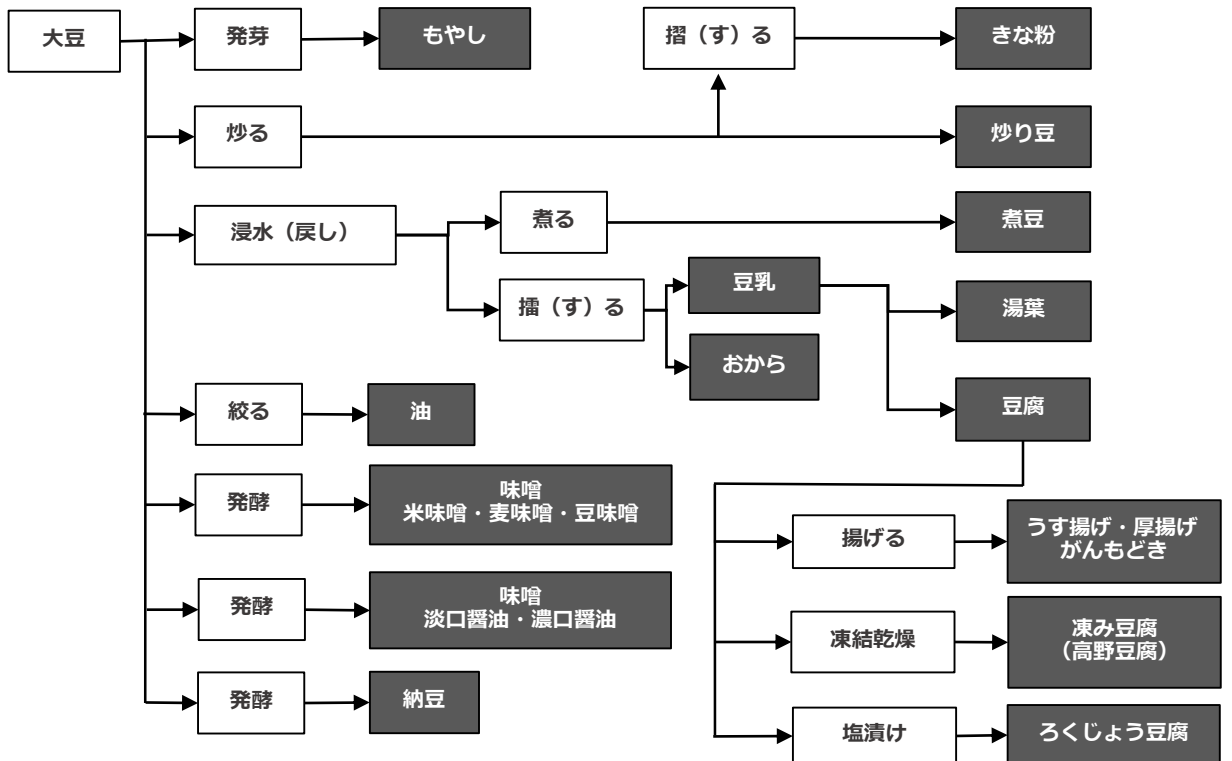 大豆
発芽
もやし
摺（す）る
きな粉
炒る
炒り豆
浸水（戻し）
煮る
煮豆
擂（す）る
豆乳
湯葉
おから
絞る
油
豆腐
発酵
味噌
米味噌・麦味噌・豆味噌
揚げる
うす揚げ・厚揚げ
がんもどき
発酵
味噌
淡口醤油・濃口醤油
凍結乾燥
凍み豆腐
（高野豆腐）
発酵
納豆
塩漬け
ろくじょう豆腐